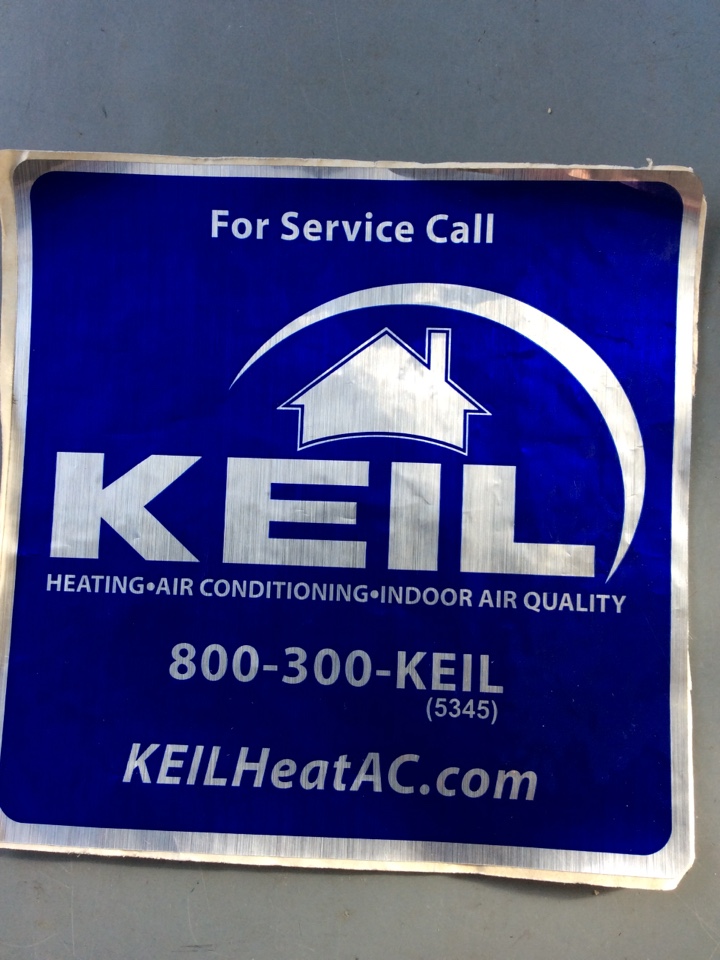 For Service Call
KEIL
HEATING•AIR CONDITIONING•INDOOR AIR QUALITY
800-300-KEIL
(5345)
KEILHeatAC.com